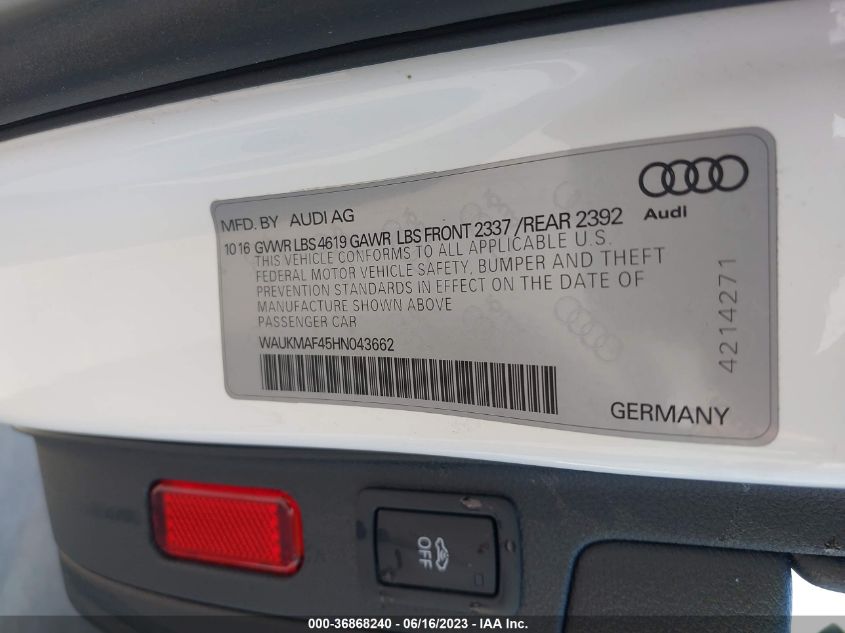 Audi
MFD. BY AUDI AG
10 16 GVWR LBS 4619 GAWR LBS FRONT 2337 / REAR 2392
THIS VEHICLE CONFORMS TO ALL APPLICABLE U.S.
FEDERAL MOTOR VEHICLE SAFETY, BUMPER AND THEFT
PREVENTION STANDARDS IN EFFECT ON THE DATE OF
MANUFACTURE SHOWN ABOVE
PASSENGER CAR
WAUKMAF45HN043662
4214271
GERMANY
OFF
000-36868240 - 06/16/2023 - IAA Inc.